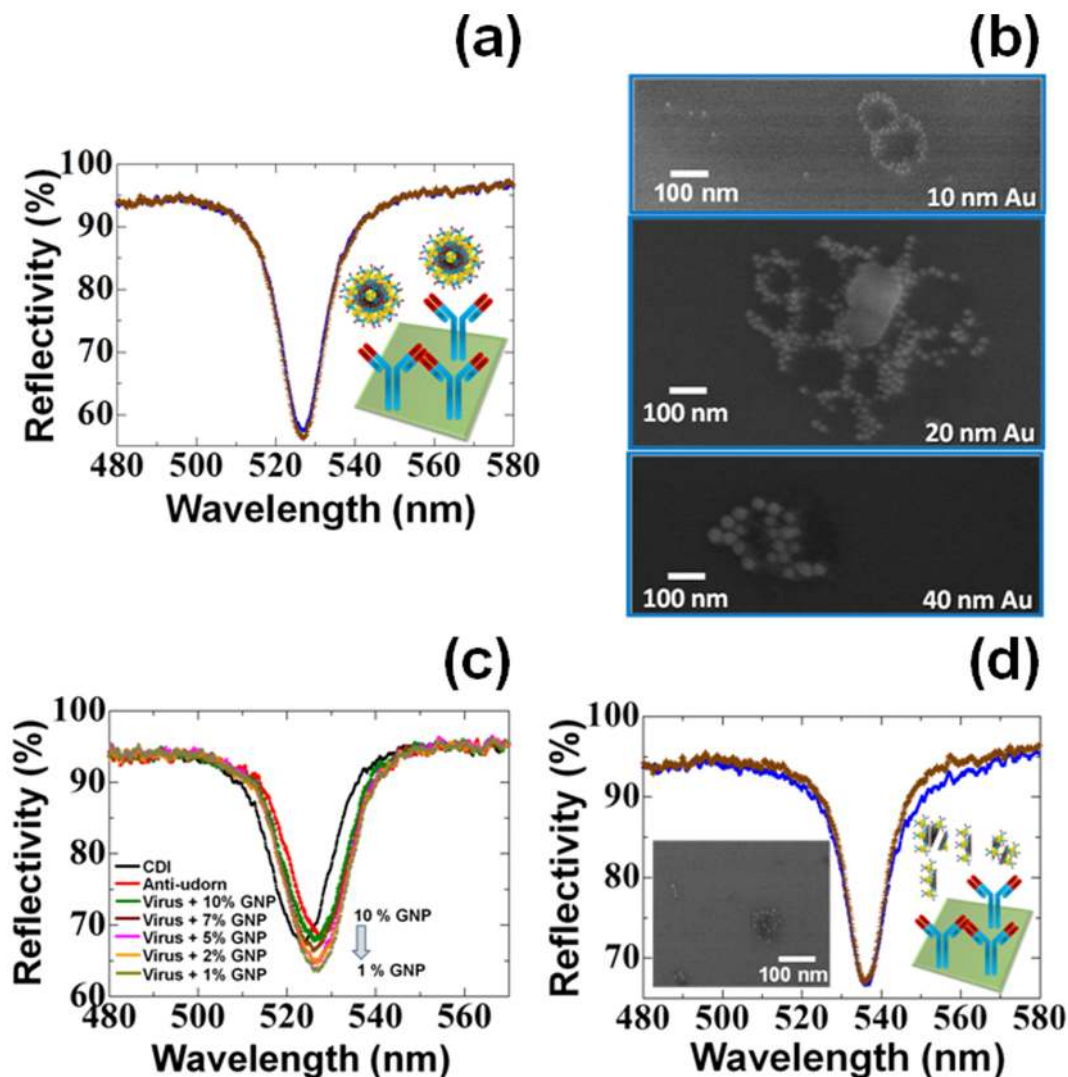 (a)
100
90
80
70
60
480 500 520 540 560 580
Reflectivity (%)
Wavelength (nm)
(b)
100 nm
10 nm Au
100 nm
20 nm Au
100 nm
40 nm Au
(c)
100
90
80
70
60
480 500 520 540 560
Reflectivity (%)
Wavelength (nm)
CDI
Anti-udorn
Virus + 10% GNP
Virus + 7% GNP
Virus + 5% GNP
Virus + 2% GNP
Virus + 1% GNP
10 % GNP
1 % GNP
(d)
100
90
80
70
480 500 520 540 560 580
Reflectivity (%)
Wavelength (nm)
100 nm